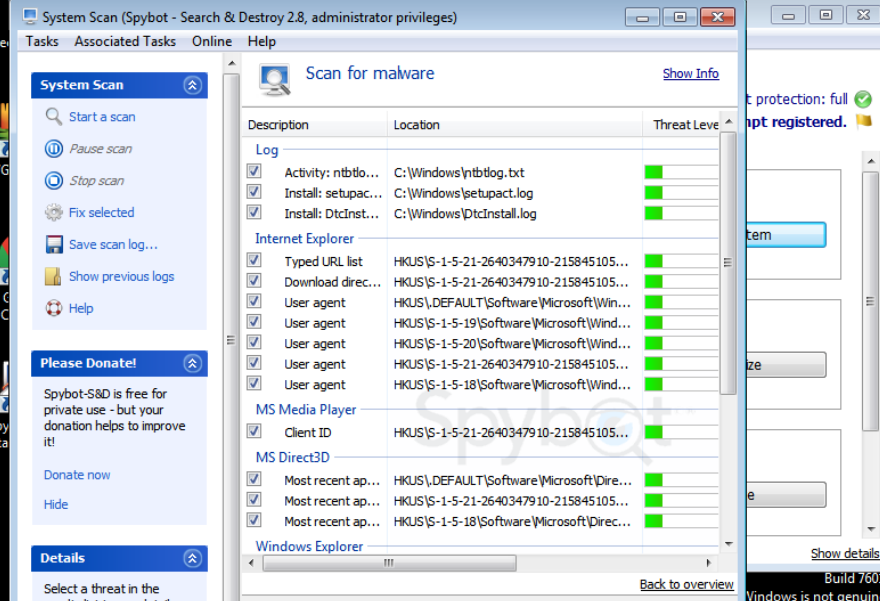 System Scan (Spybot - Search & Destroy 2.8, administrator privileges)
Tasks Associated Tasks Online Help
System Scan
Start a scan
Pause scan
Stop scan
Fix selected
Save scan log...
Show previous logs
Help
Please Donate!
Spybot-S&D is free for
private use - but your
donation helps to improve
it!
Donate now
Hide
Details
Select a threat in the
Scan for malware
Show Info
Description Location Threat Leve
Log
Activity: ntbtlo... C:\Windows\ntbtlog.txt
Install: setupac... C:\Windows\setupact.log
Install: DtcInst... C:\Windows\DtcInstall.log
Internet Explorer
Typed URL list HKUS\S-1-5-21-2640347910-215845105...
Download direc... HKUS\S-1-5-21-2640347910-215845105...
User agent HKUS\.DEFAULT\Software\Microsoft\Win...
User agent HKUS\S-1-5-19\Software\Microsoft\Wind...
User agent HKUS\S-1-5-20\Software\Microsoft\Wind...
User agent HKUS\S-1-5-21-2640347910-215845105...
User agent HKUS\S-1-5-18\Software\Microsoft\Wind...
MS Media Player
Client ID HKUS\S-1-5-21-2640347910-215845105...
Spybot
MS Direct3D
Most recent ap... HKUS\.DEFAULT\Software\Microsoft\Dire...
Most recent ap... HKUS\S-1-5-21-2640347910-215845105...
Most recent ap... HKUS\S-1-5-18\Software\Microsoft\Direc...
Windows Explorer
Back to overview
t protection: full
mpt registered.
tem
ize
e
Show details
Build 760
Windows is not genuin